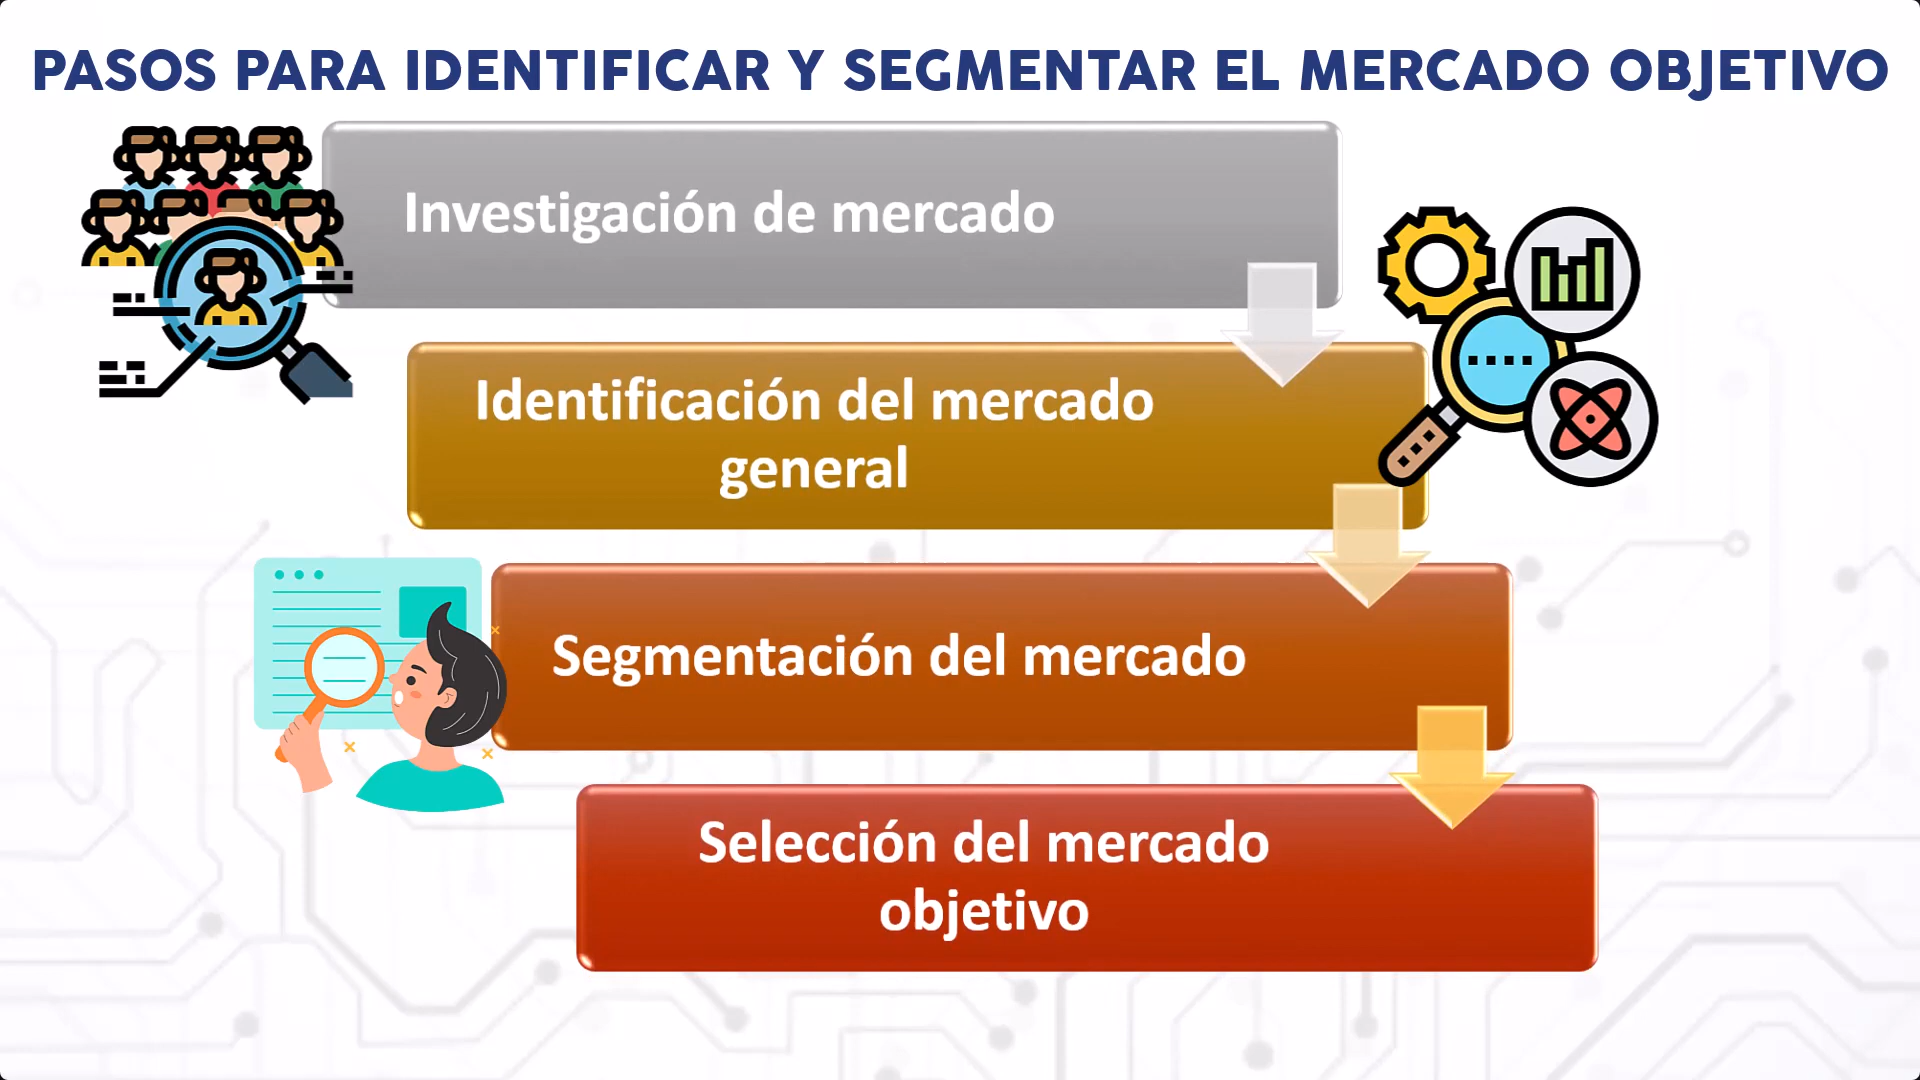 PASOS PARA IDENTIFICAR Y SEGMENTAR EL MERCADO OBJETIVO
Investigación de mercado
Identificación del mercado
general
Segmentación del mercado
Selección del mercado
objetivo